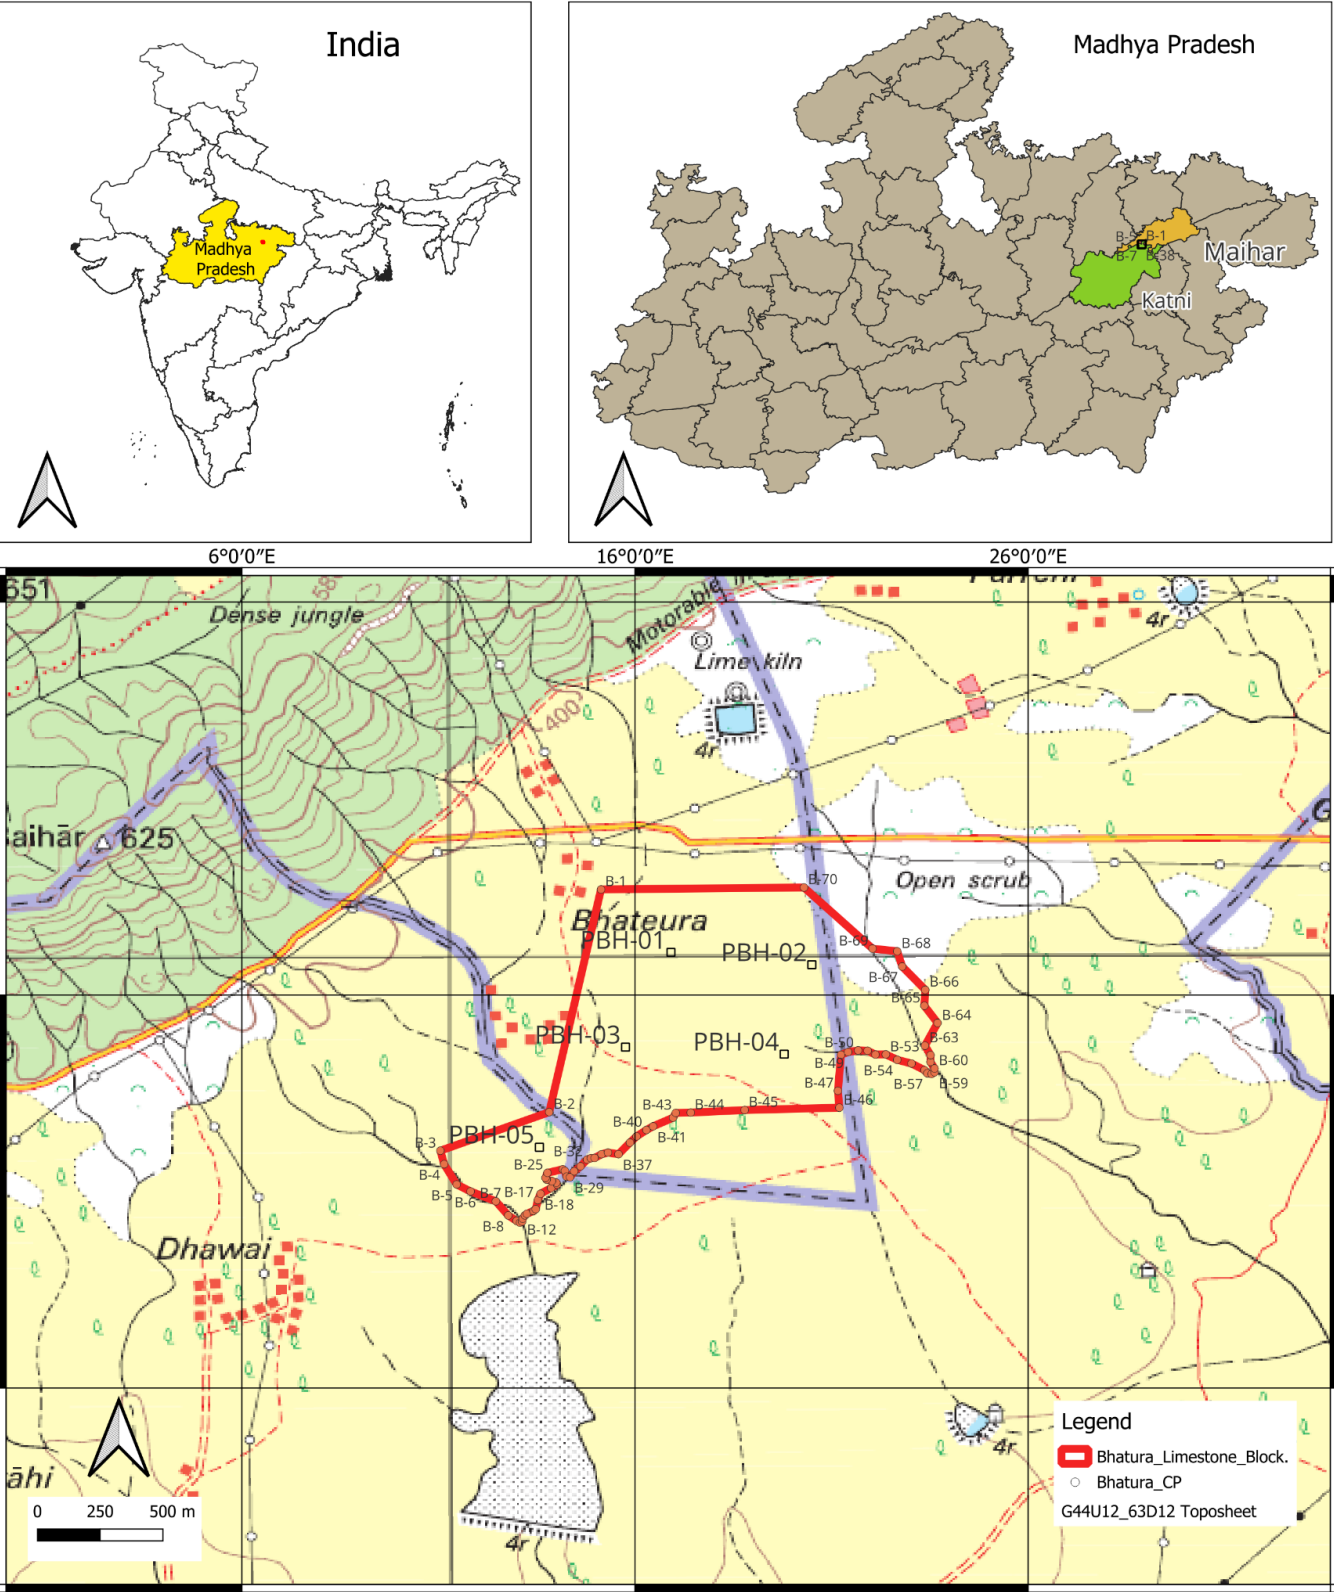 India
Madhya
Pradesh
Madhya Pradesh
B-1
B-7
B-38
Maihar
Katni
6°0′0″E
16°0′0″E
26°0′0″E
651
Dense jungle
Motorable
4r
Lime kiln
400
4r
625
Open scrub
B-1
B-70
Bhateura
PBH-01
PBH-02
B-69
B-68
B-67
B-66
B-65
B-64
PBH-03
PBH-04
B-50
B-53
B-63
B-49
B-54
B-60
B-47
B-57
B-59
B-2
B-43
B-44
B-45
B-46
B-40
B-41
B-3
PBH-05
B-32
B-4
B-25
B-37
B-5
B-6
B-7
B-17
B-29
B-18
B-8
B-12
Dhawai
āhi
4r
4r
0 250 500 m
Legend
Bhatura_Limestone_Block.
Bhatura_CP
G44U12_63D12 Toposheet